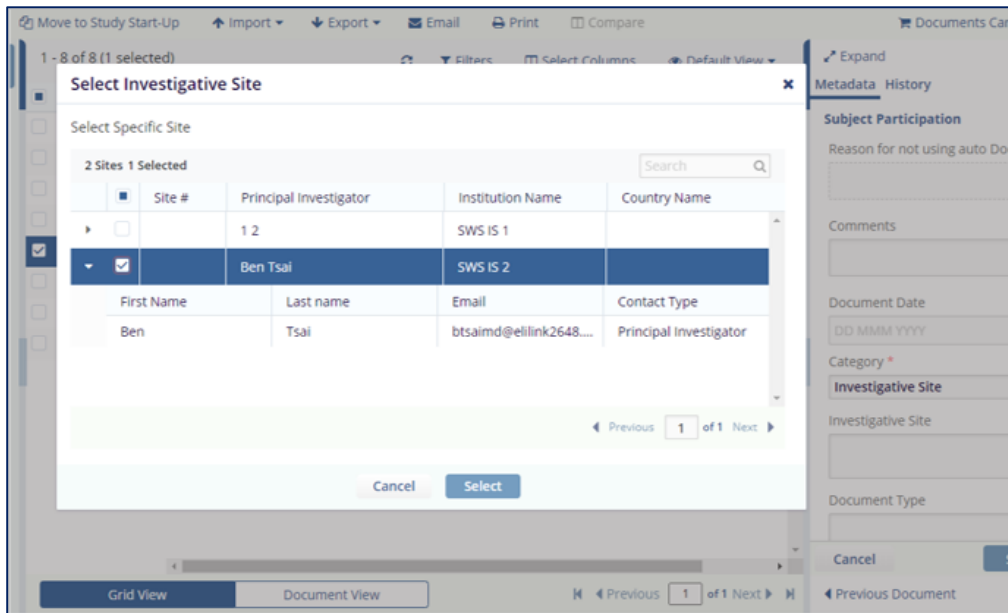 Move to Study Start-Up Import Export Email Print Compare Documents Car
1 - 8 of 8 (1 selected) Filters Select Columns Default View
Expand
Metadata History
Select Investigative Site
Select Specific Site
2 Sites 1 Selected Search
Site # Principal Investigator Institution Name Country Name
1 2 SWS IS 1
Ben Tsai SWS IS 2
First Name Last name Email Contact Type
Ben Tsai btsaimd@elilink2648.... Principal Investigator
Previous 1 of 1 Next
Cancel Select
Subject Participation
Reason for not using auto Do
Comments
Document Date
DD MMM YYYY
Category *
Investigative Site
Investigative Site
Document Type
Cancel S
Grid View Document View Previous 1 of 1 Next
Previous Document